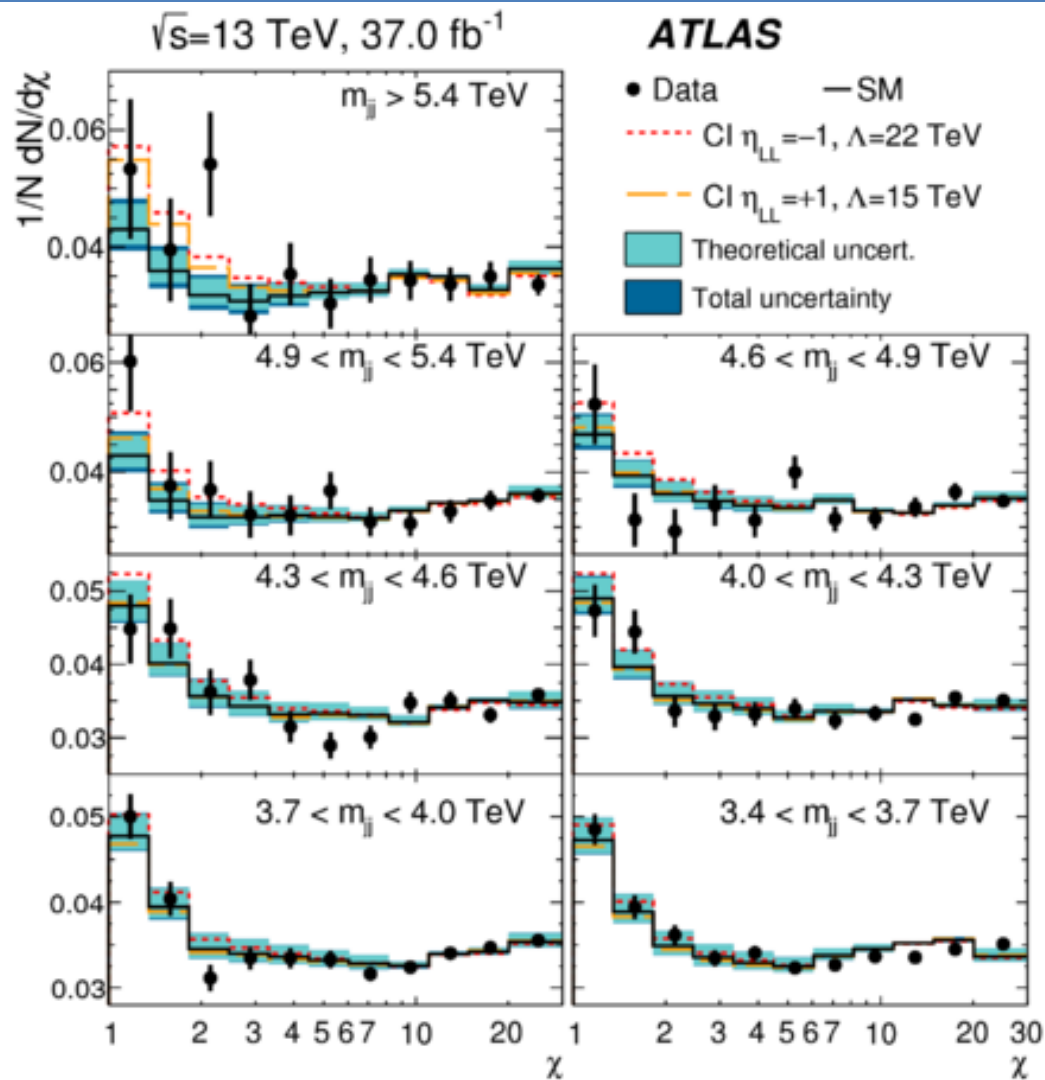 √s=13 TeV, 37.0 fb⁻¹
ATLAS
Data
SM
CI η_LL=−1, Λ=22 TeV
CI η_LL=+1, Λ=15 TeV
Theoretical uncert.
Total uncertainty
1/N dN/dχ
m_jj > 5.4 TeV
0.06
0.04
4.9 < m_jj < 5.4 TeV
4.6 < m_jj < 4.9 TeV
0.06
0.04
4.3 < m_jj < 4.6 TeV
4.0 < m_jj < 4.3 TeV
0.05
0.04
0.03
3.7 < m_jj < 4.0 TeV
3.4 < m_jj < 3.7 TeV
0.05
0.04
0.03
1 2 3 4 5 6 7 10 20
1 2 3 4 5 6 7 10 20 30
χ χ